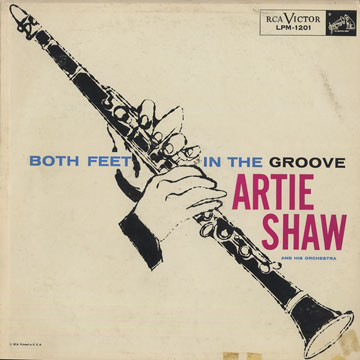 RCA VICTOR
LPM-1201
BOTH FEET IN THE GROOVE
ARTIE
SHAW
AND HIS ORCHESTRA